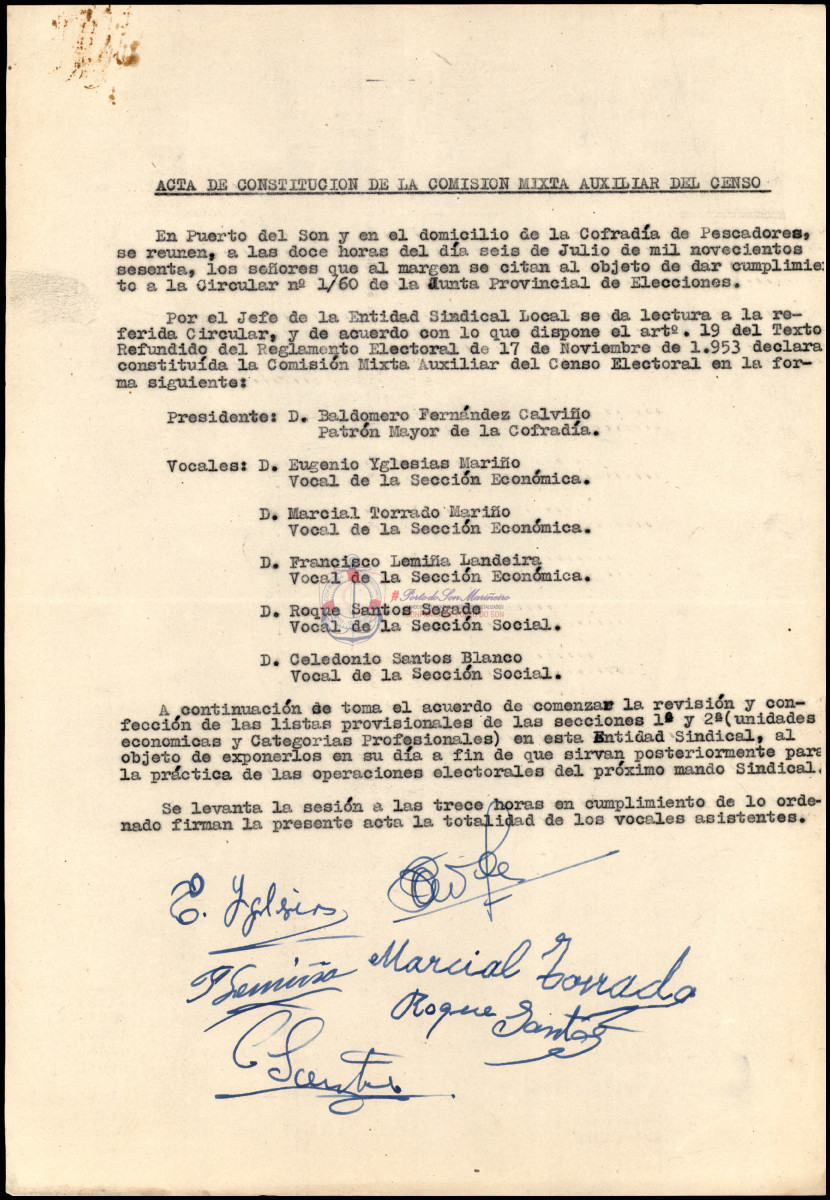 ACTA DE CONSTITUCION DE LA COMISION MIXTA AUXILIAR DEL CENSO
En Puerto del Son y en el domicilio de la Cofradía de Pescadores,
se reunen, a las doce horas del día seis de Julio de mil novecientos
sesenta, los señores que al margen se citan al objeto de dar cumplimie
to a la Circular nº 1/60 de la Junta Provincial de Elecciones.
Por el Jefe de la Entidad Sindical Local se da lectura a la re-
ferida Circular, y de acuerdo con lo que dispone el artº. 19 del Texto
Refundido del Reglamento Electoral de 17 de Noviembre de 1.953 declara
constituída la Comisión Mixta Auxiliar del Censo Electoral en la for-
ma siguiente:
Presidente: D. Baldomero Fernández Calviño
Patrón Mayor de la Cofradía.
Vocales: D. Eugenio Yglesias Mariño
Vocal de la Sección Económica.
D. Marcial Torrado Mariño
Vocal de la Sección Económica.
D. Francisco Lemiña Landeira
Vocal de la Sección Económica.
# Porto do Son Mariñeiro
D. Roque Santos Segade
Vocal de la Sección Social.
D. Celedonio Santos Blanco
Vocal de la Sección Social.
A continuación se toma el acuerdo de comenzar la revisión y con-
fección de las listas provisionales de las secciones 1ª y 2ª(unidades
economicas y Categorias Profesionales) en esta Entidad Sindical, al
objeto de exponerlos en su día a fin de que sirvan posteriormente para
la práctica de las operaciones electorales del próximo mando Sindical.
Se levanta la sesión a las trece horas en cumplimiento de lo orde-
nado firman la presente acta la totalidad de los vocales asistentes.
E. Yglesias
F Lemiña Marcial Torrado
Roque Santos
C Santos